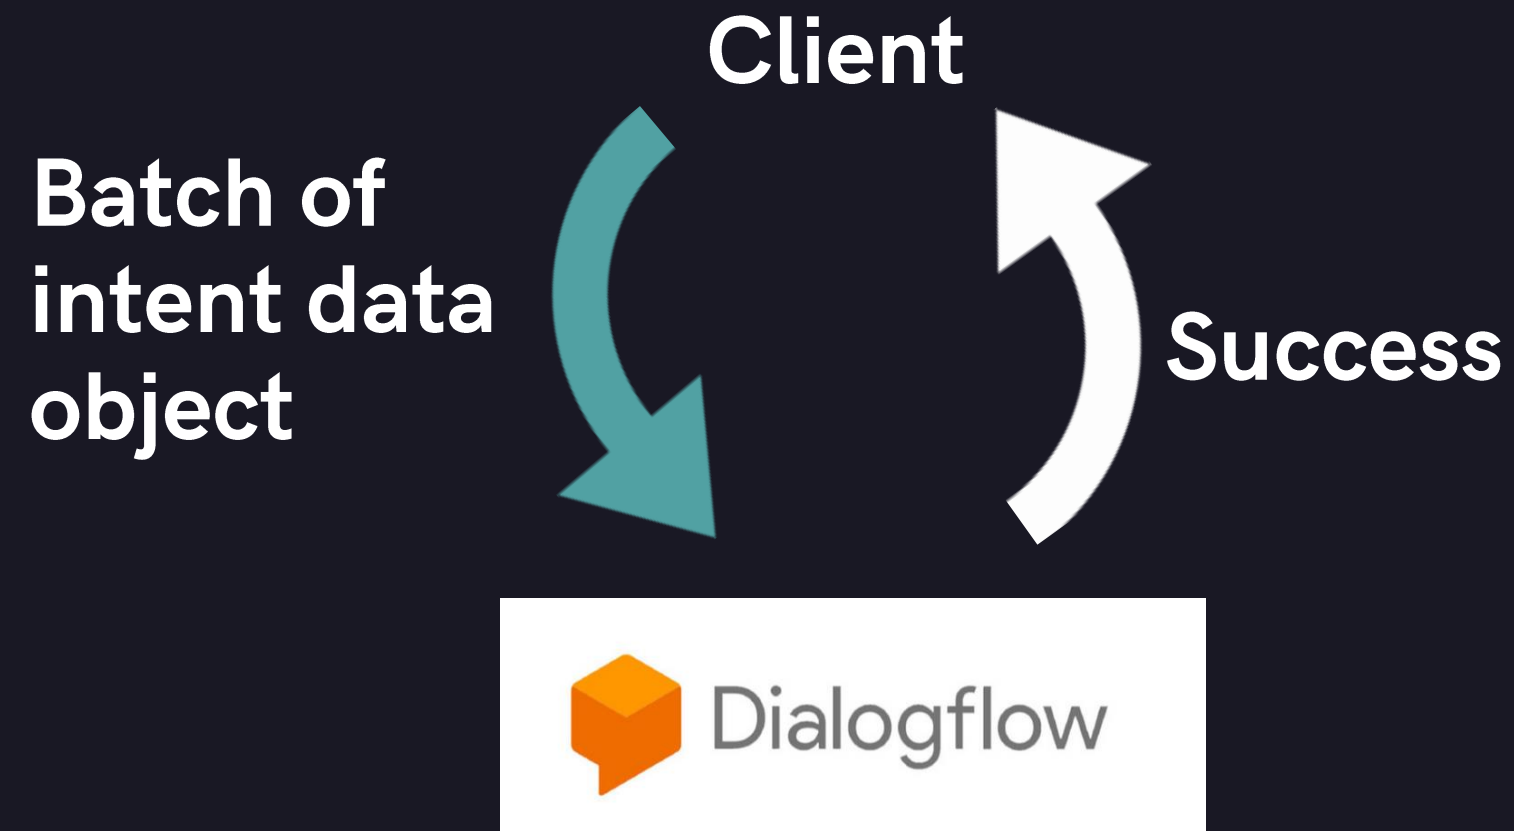 Client
Batch of
intent data
object
Success
Dialogflow